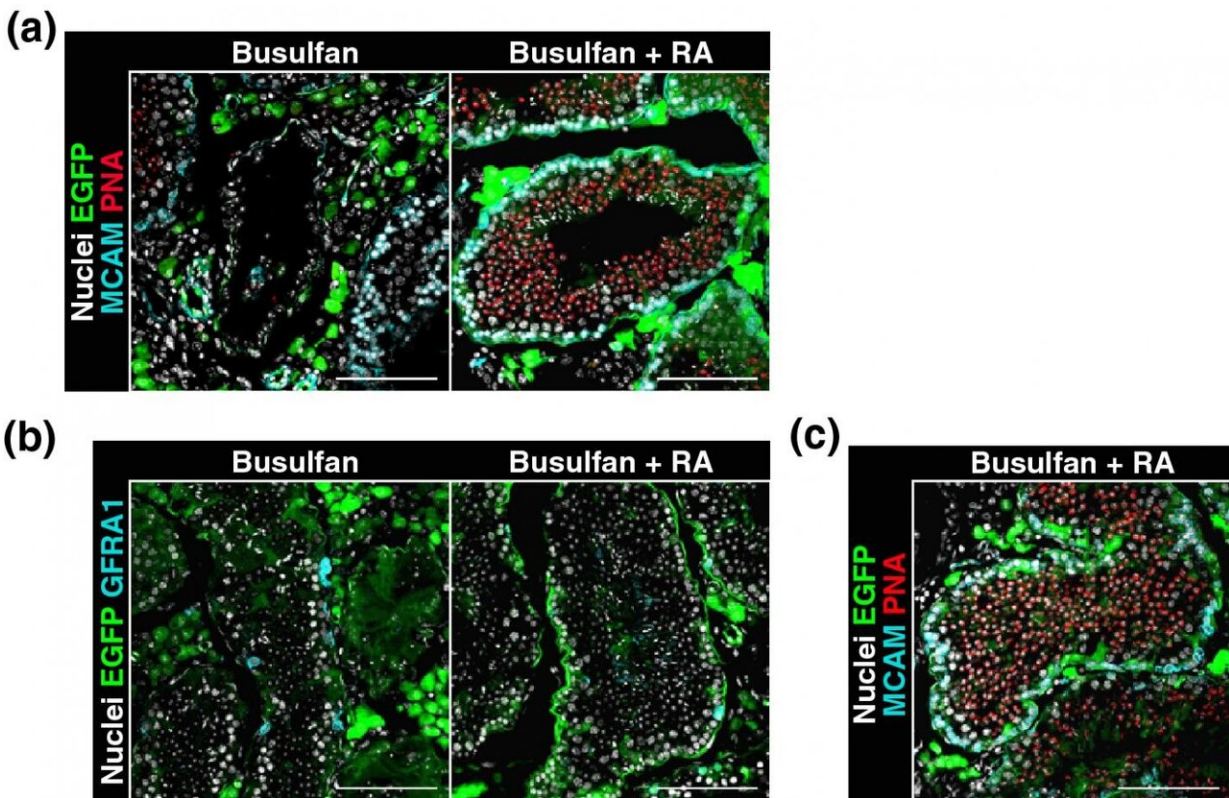 (a)
Busulfan
Busulfan + RA
Nuclei EGFP
MCAM PNA
(b)
Busulfan
Busulfan + RA
Nuclei EGFP GFRA1
(c)
Busulfan + RA
Nuclei EGFP
MCAM PNA